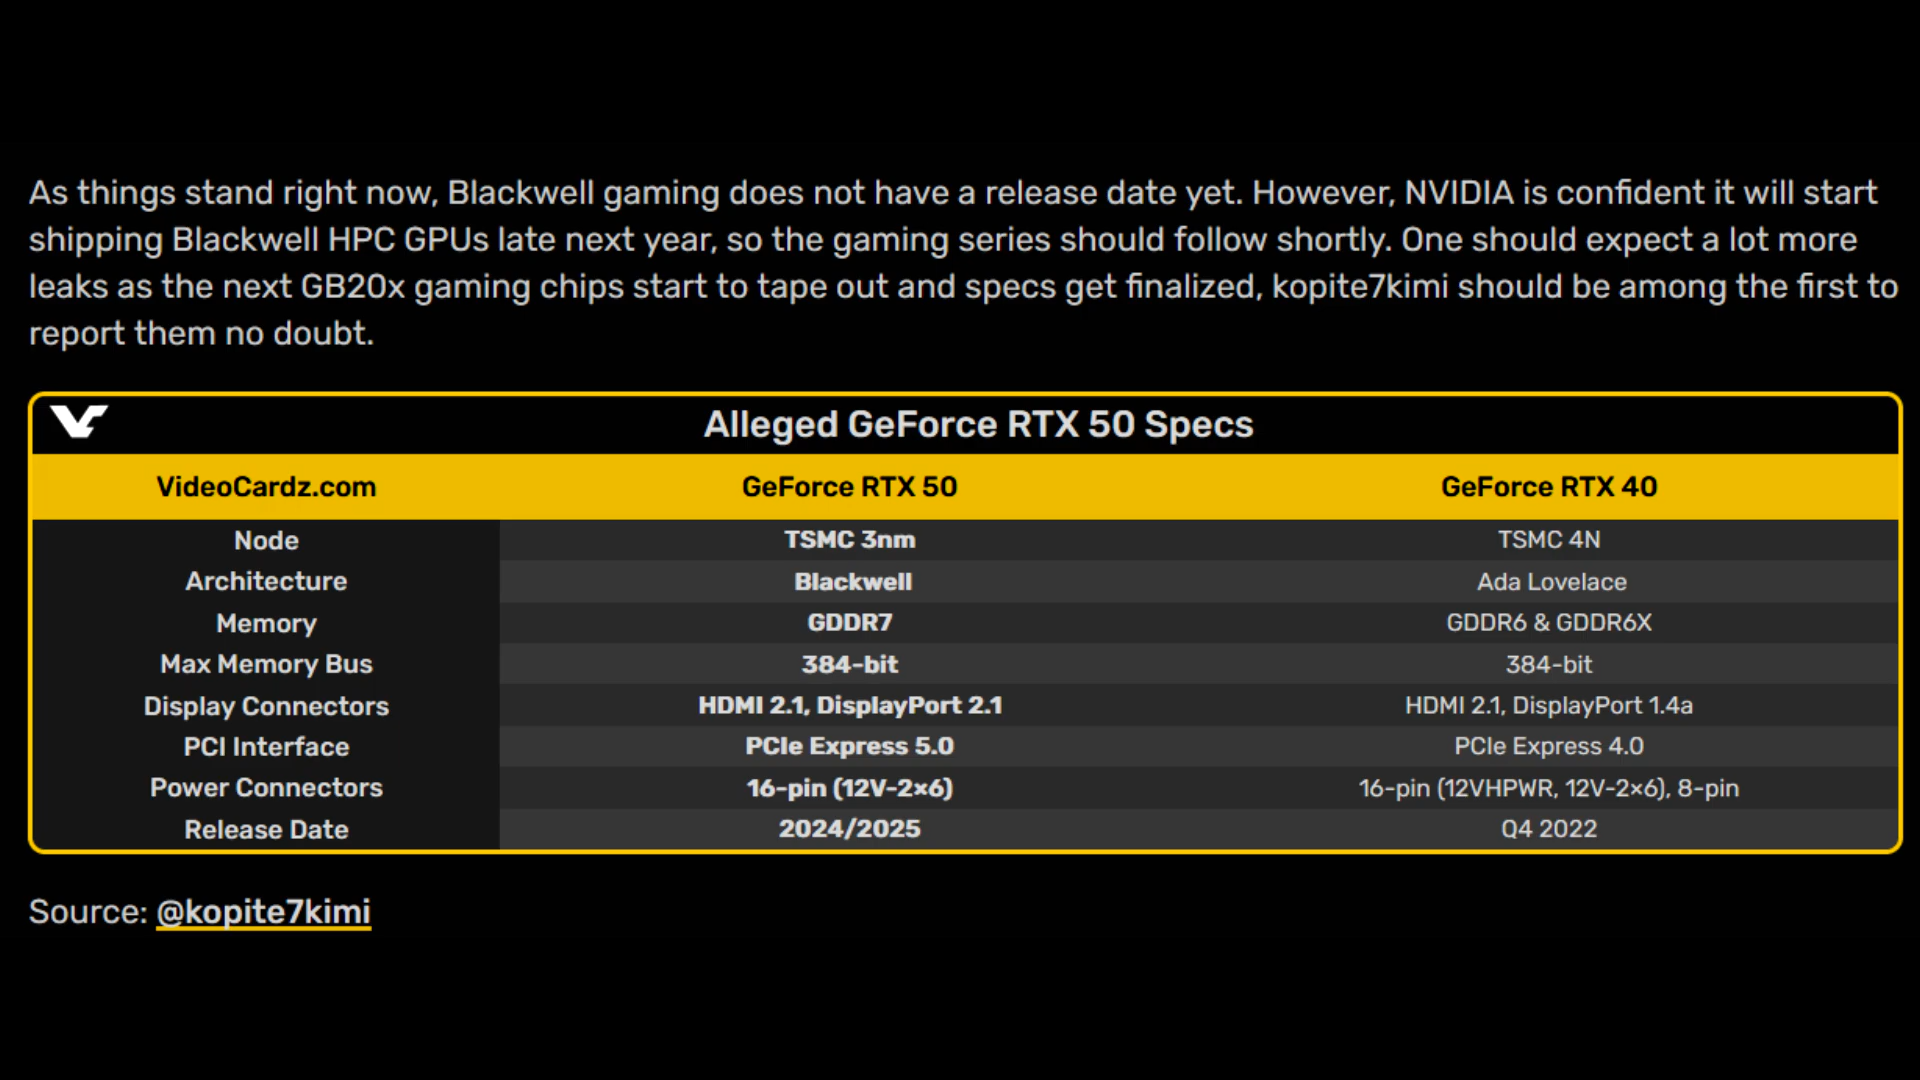 As things stand right now, Blackwell gaming does not have a release date yet. However, NVIDIA is confident it will start
shipping Blackwell HPC GPUs late next year, so the gaming series should follow shortly. One should expect a lot more
leaks as the next GB20x gaming chips start to tape out and specs get finalized, kopite7kimi should be among the first to
report them no doubt.
Alleged GeForce RTX 50 Specs
VideoCardz.com GeForce RTX 50 GeForce RTX 40
Node TSMC 3nm TSMC 4N
Architecture Blackwell Ada Lovelace
Memory GDDR7 GDDR6 & GDDR6X
Max Memory Bus 384-bit 384-bit
Display Connectors HDMI 2.1, DisplayPort 2.1 HDMI 2.1, DisplayPort 1.4a
PCI Interface PCIe Express 5.0 PCIe Express 4.0
Power Connectors 16-pin (12V-2×6) 16-pin (12VHPWR, 12V-2×6), 8-pin
Release Date 2024/2025 Q4 2022
Source: @kopite7kimi